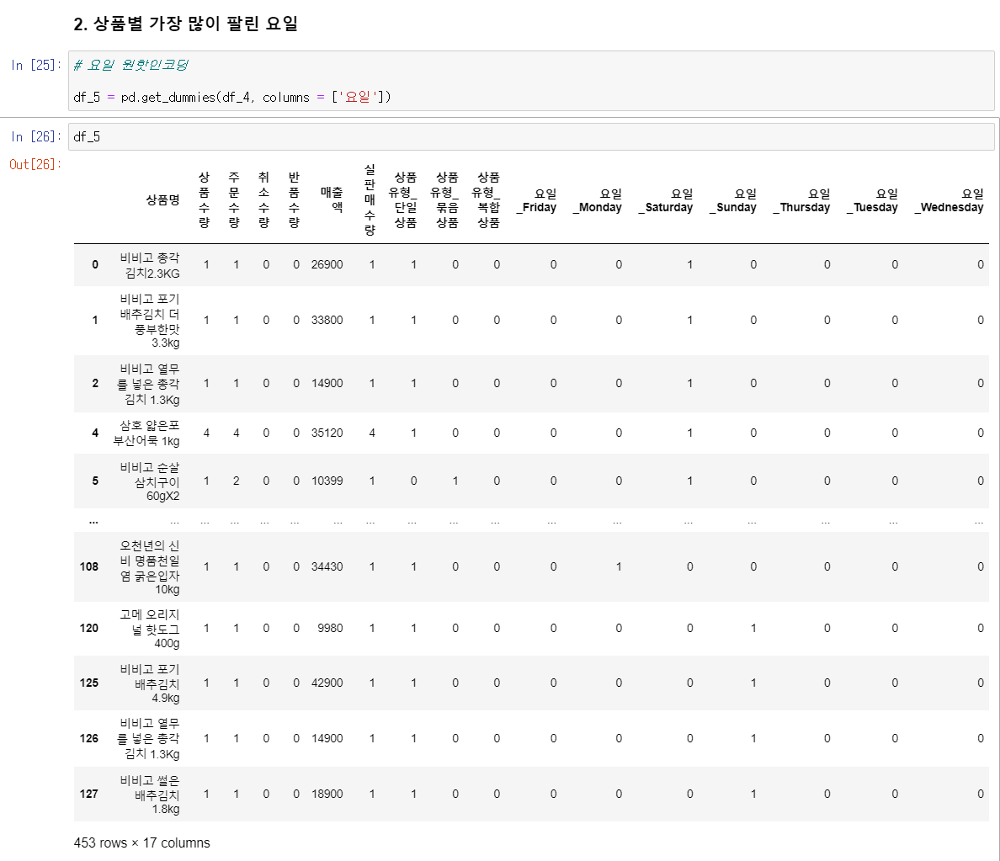 2. 상품별 가장 많이 팔린 요일
In [25]:
# 요일 원핫인코딩
df_5 = pd.get_dummies(df_4, columns = ['요일'])
In [26]:
df_5
Out[26]:
상품명 상품수량 주문수량 취소수량 반품수량 매출액 실판매수량 상품유형_단일상품 상품유형_묶음상품 상품유형_복합상품 요일_Friday 요일_Monday 요일_Saturday 요일_Sunday 요일_Thursday 요일_Tuesday 요일_Wednesday
0 비비고 총각김치2.3KG 1 1 0 0 26900 1 1 0 0 0 0 1 0 0 0 0
1 비비고 포기배추김치 더풍부한맛 3.3kg 1 1 0 0 33800 1 1 0 0 0 0 1 0 0 0 0
2 비비고 열무를 넣은 총각김치 1.3Kg 1 1 0 0 14900 1 1 0 0 0 0 1 0 0 0 0
4 삼호 얇은포부산어묵 1kg 4 4 0 0 35120 4 1 0 0 0 0 1 0 0 0 0
5 비비고 순살삼치구이 60gX2 1 2 0 0 10399 1 0 1 0 0 0 1 0 0 0 0
... ... ... ... ... ... ... ... ... ... ... ... ... ... ... ... ... ...
108 오천년의 신비 명품천일염 굵은입자 10kg 1 1 0 0 34430 1 1 0 0 0 1 0 0 0 0 0
120 고메 오리지널 핫도그 400g 1 1 0 0 9980 1 1 0 0 0 0 0 1 0 0 0
125 비비고 포기배추김치 4.9kg 1 1 0 0 42900 1 1 0 0 0 0 0 1 0 0 0
126 비비고 열무를 넣은 총각김치 1.3Kg 1 1 0 0 14900 1 1 0 0 0 0 0 1 0 0 0
127 비비고 썰은배추김치 1.8kg 1 1 0 0 18900 1 1 0 0 0 0 0 1 0 0 0
453 rows × 17 columns